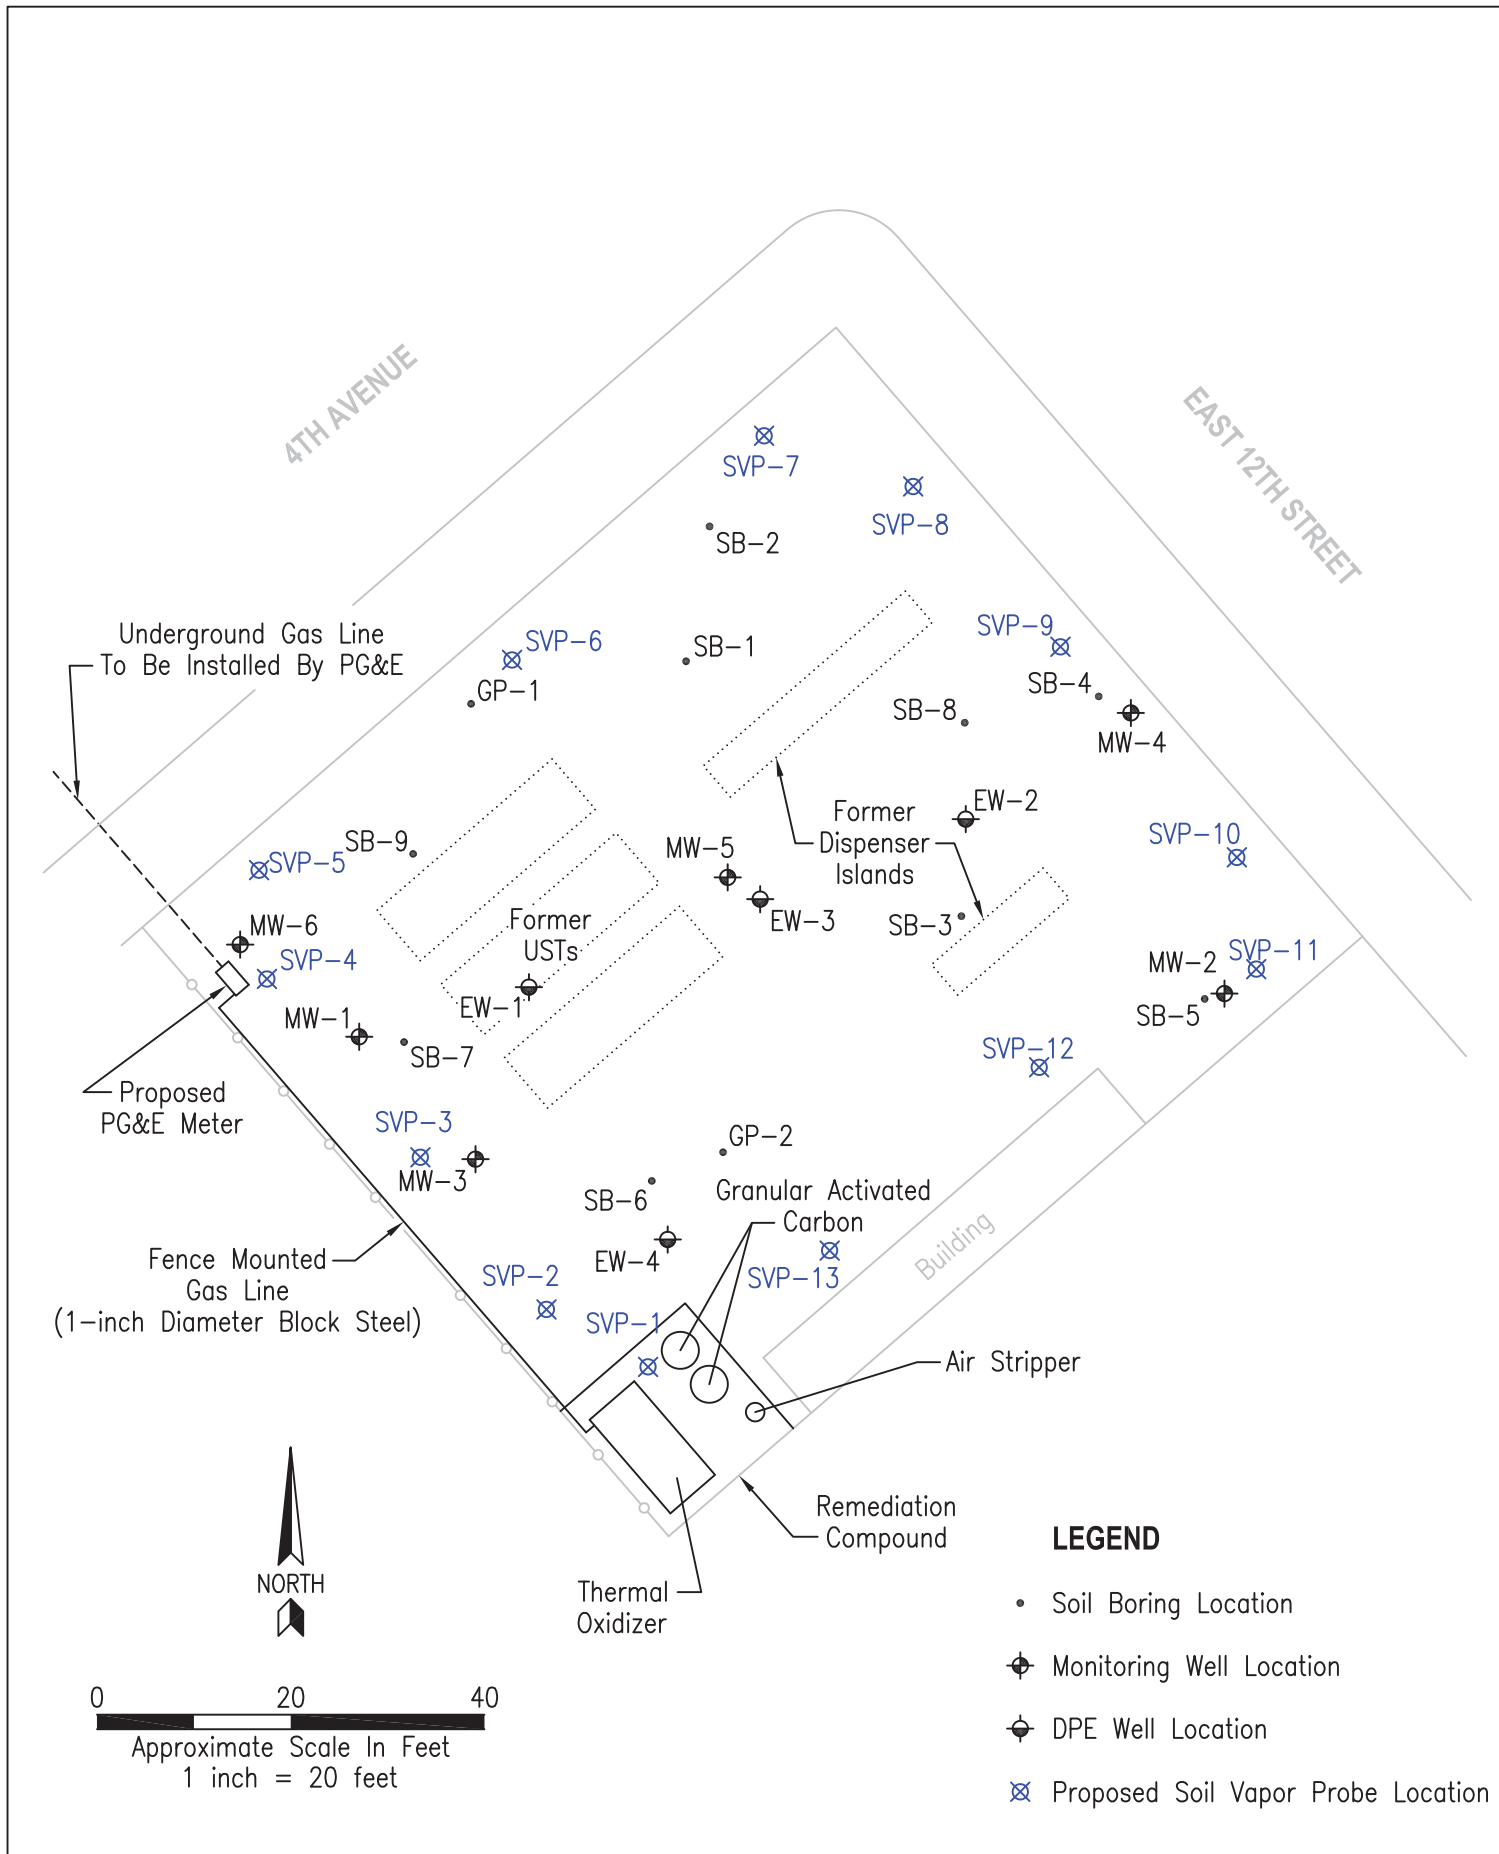 4TH AVENUE
EAST 12TH STREET
SVP-7
SVP-8
SB-2
Underground Gas Line
To Be Installed By PG&E
SVP-6
SVP-9
SB-1
GP-1
SB-4
SB-8
MW-4
EW-2
Former
Dispenser
Islands
SB-9
SVP-5
MW-5
SVP-10
EW-3
SB-3
Former
USTs
MW-6
SVP-4
SVP-11
MW-2
EW-1
MW-1
SB-7
SB-5
SVP-12
Proposed
PG&E Meter
SVP-3
MW-3
GP-2
SB-6
Granular Activated
Carbon
EW-4
SVP-13
Building
Fence Mounted
Gas Line
(1-inch Diameter Block Steel)
SVP-2
SVP-1
Air Stripper
Remediation
Compound
Thermal
Oxidizer
NORTH
0 20 40
Approximate Scale In Feet
1 inch = 20 feet
LEGEND
Soil Boring Location
Monitoring Well Location
DPE Well Location
Proposed Soil Vapor Probe Location